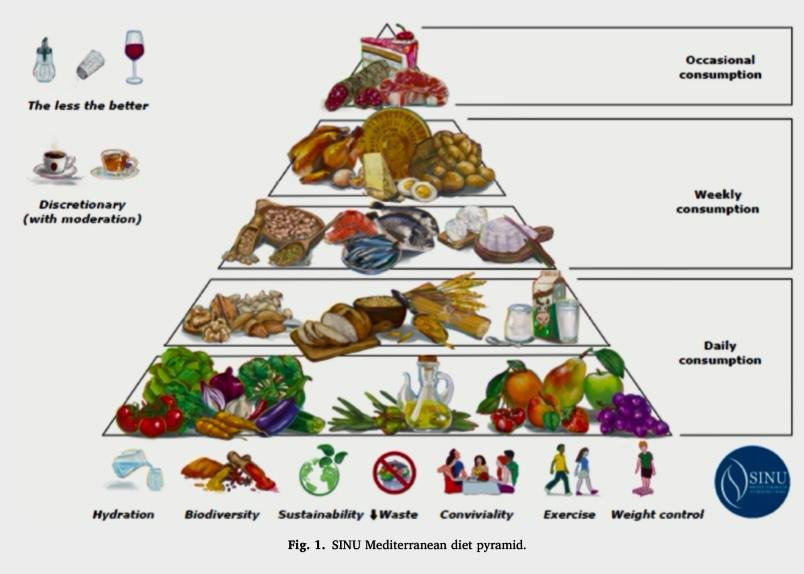 Occasional
consumption
The less the better
Weekly
consumption
Discretionary
(with moderation)
Daily
consumption
Hydration
Biodiversity
Sustainability
⬇Waste
Conviviality
Exercise
Weight control
SINU
Fig. 1. SINU Mediterranean diet pyramid.